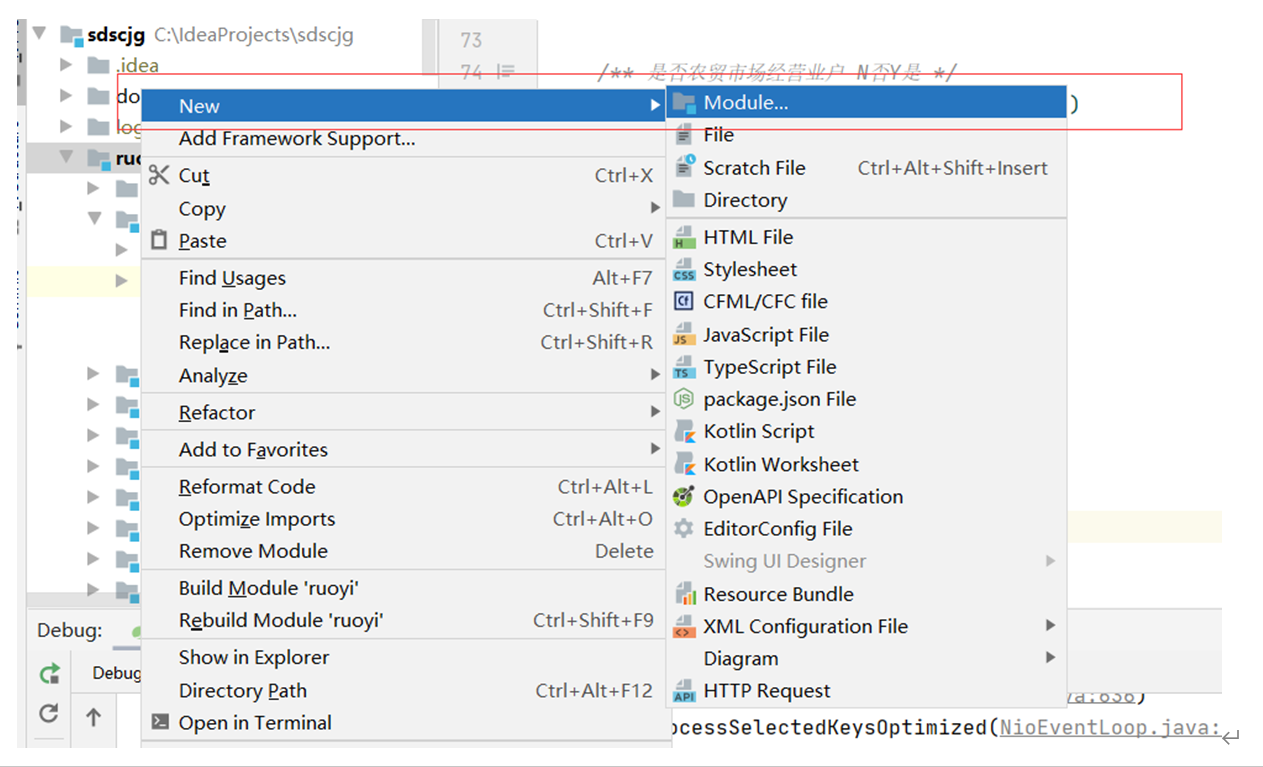 sdscjg C:\IdeaProjects\sdscjg
73
.idea
74 /** 是否农贸市场经营业户 N否Y是 */
do
New
Module...
)
log
Add Framework Support...
File
ruo
Cut Ctrl+X
Scratch File Ctrl+Alt+Shift+Insert
Copy
Directory
Paste Ctrl+V
HTML File
Find Usages Alt+F7
Stylesheet
Find in Path... Ctrl+Shift+F
CFML/CFC file
Replace in Path... Ctrl+Shift+R
JavaScript File
Analyze
TypeScript File
Refactor
package.json File
Kotlin Script
Add to Favorites
Kotlin Worksheet
Reformat Code Ctrl+Alt+L
OpenAPI Specification
Optimize Imports Ctrl+Alt+O
EditorConfig File
Remove Module Delete
Swing UI Designer
Build Module 'ruoyi'
Resource Bundle
Rebuild Module 'ruoyi' Ctrl+Shift+F9
XML Configuration File
Debug:
Show in Explorer
Diagram
Debug
Directory Path Ctrl+Alt+F12
HTTP Request
va:636)
Open in Terminal
ocessSelectedKeysOptimized(NioEventLoop.java: